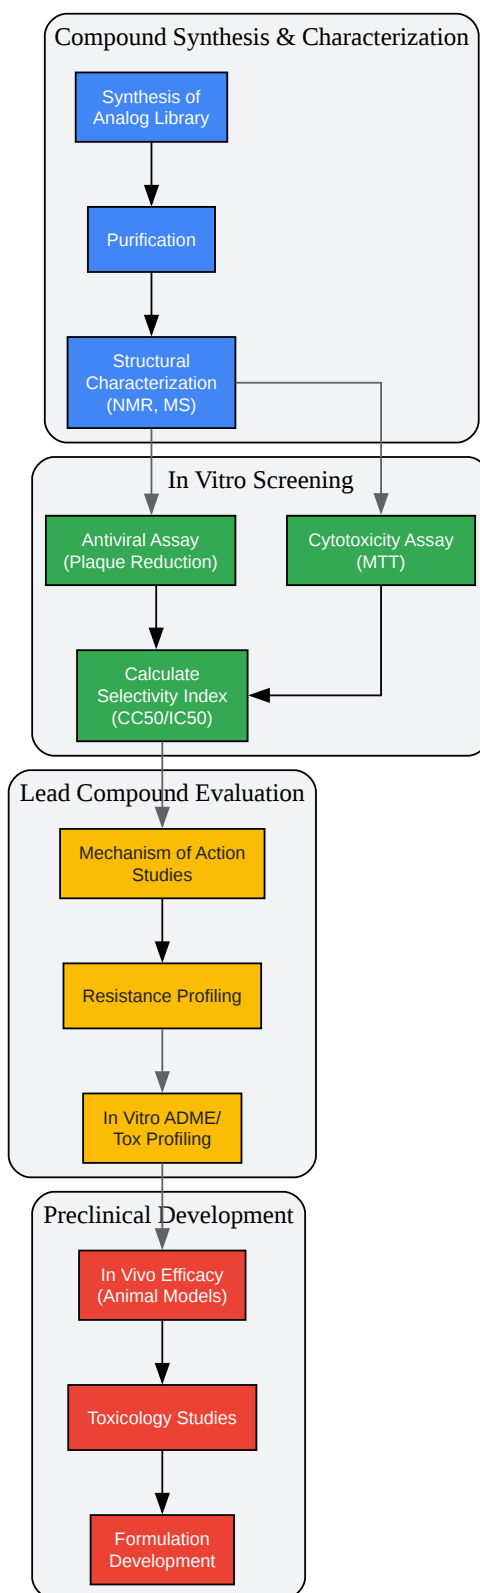 Compound Synthesis & Characterization
Synthesis of
Analog Library
Purification
Structural
Characterization
(NMR, MS)
In Vitro Screening
Antiviral Assay
(Plaque Reduction)
Cytotoxicity Assay
(MTT)
Calculate
Selectivity Index
(CC50/IC50)
Lead Compound Evaluation
Mechanism of Action
Studies
Resistance Profiling
In Vitro ADME/
Tox Profiling
Preclinical Development
In Vivo Efficacy
(Animal Models)
Toxicology Studies
Formulation
Development